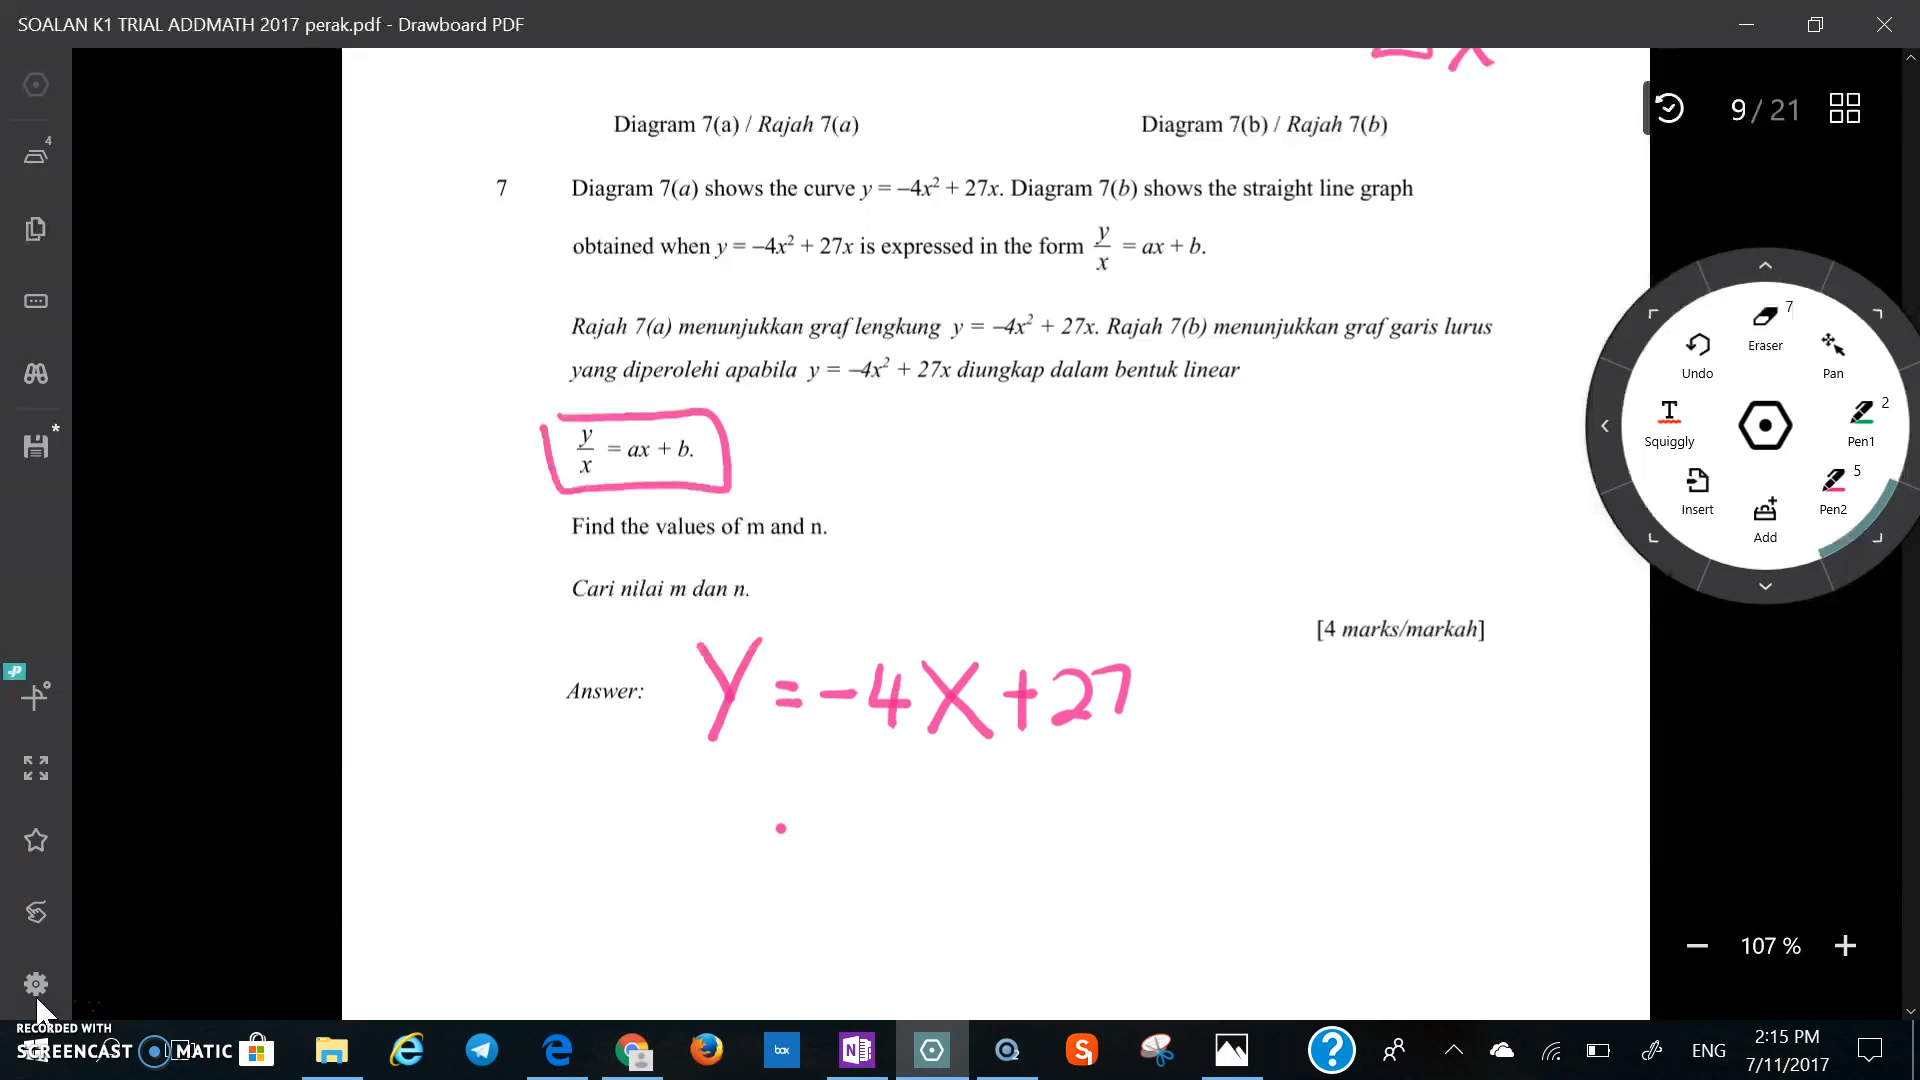 SOALAN K1 TRIAL ADDMATH 2017 perak.pdf - Drawboard PDF
9 / 21
Diagram 7(a) / Rajah 7(a)
Diagram 7(b) / Rajah 7(b)
7 Diagram 7(a) shows the curve y = –4x² + 27x. Diagram 7(b) shows the straight line graph
obtained when y = –4x² + 27x is expressed in the form y/x = ax + b.
Rajah 7(a) menunjukkan graf lengkung y = –4x² + 27x. Rajah 7(b) menunjukkan graf garis lurus
yang diperolehi apabila y = –4x² + 27x diungkap dalam bentuk linear
y/x = ax + b.
Find the values of m and n.
Cari nilai m dan n.
[4 marks/markah]
Answer: Y = -4X + 27
4
7
Eraser
Undo
Pan
T
Squiggly
2
Pen1
Insert
5
Pen2
Add
107 %
RECORDED WITH
SCREENCAST MATIC
box
N
S
?
ENG
2:15 PM
7/11/2017